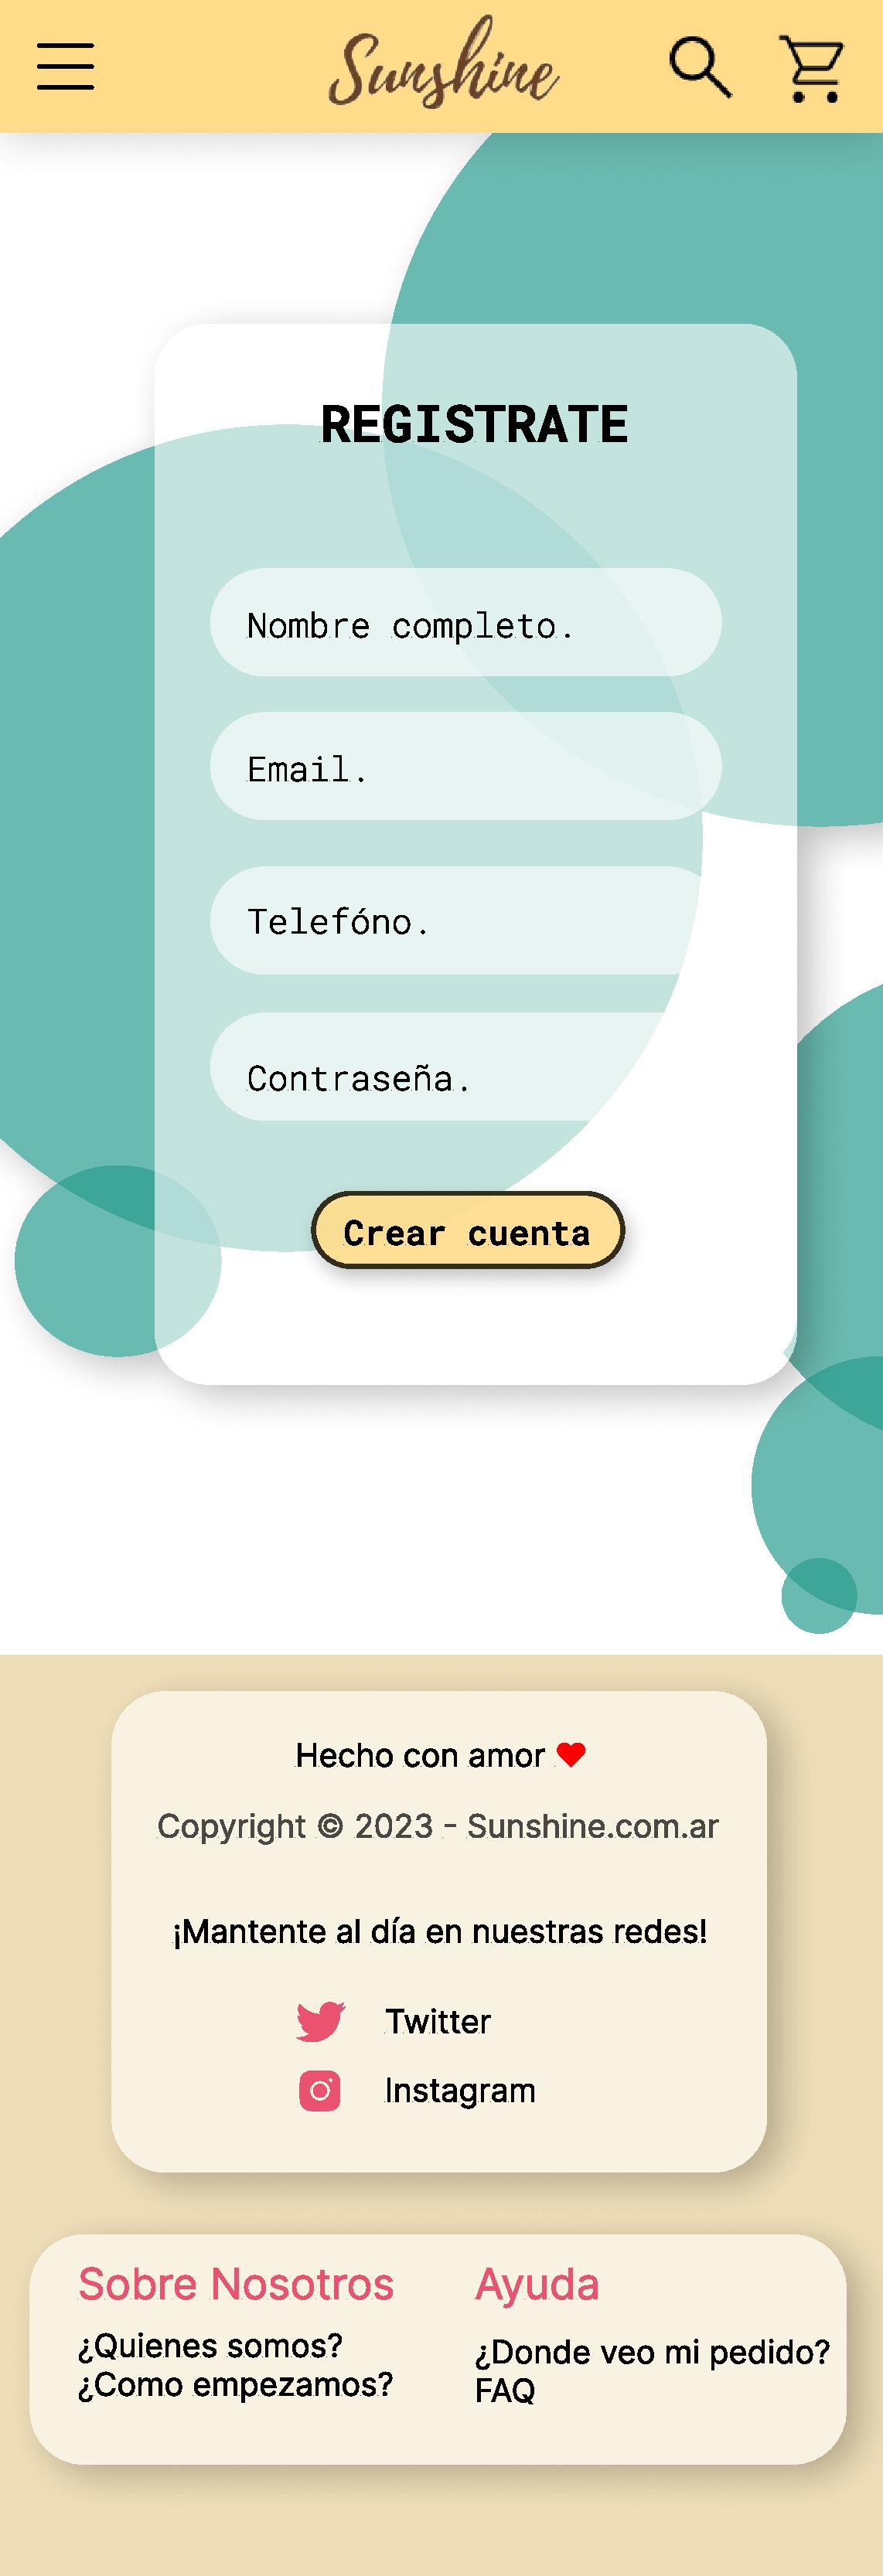 Sunshine
REGISTRATE
Nombre completo.
Email.
Telefóno.
Contraseña.
Crear cuenta
Hecho con amor ❤
Copyright © 2023 - Sunshine.com.ar
¡Mantente al día en nuestras redes!
Twitter
Instagram
Sobre Nosotros
¿Quienes somos?
¿Como empezamos?
Ayuda
¿Donde veo mi pedido?
FAQ